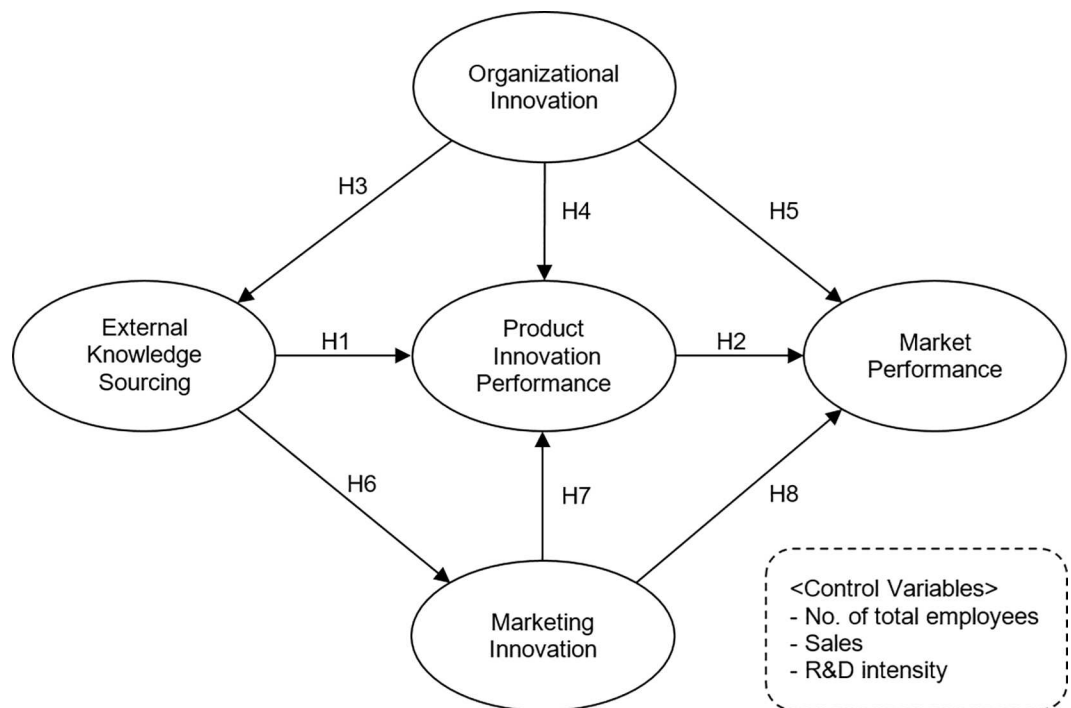 Organizational
Innovation
H3
H4
H5
External
Knowledge
Sourcing
H1
Product
Innovation
Performance
H2
Market
Performance
H6
H7
H8
Marketing
Innovation
<Control Variables>
- No. of total employees
- Sales
- R&D intensity